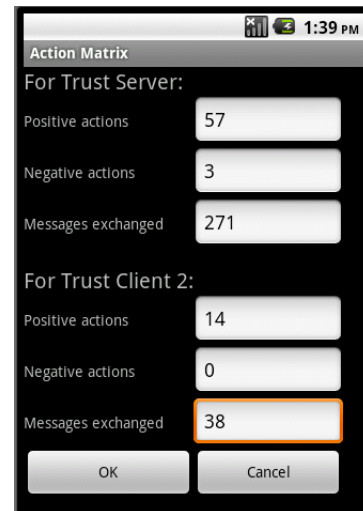 1:39 PM
Action Matrix
For Trust Server:
Positive actions 57
Negative actions 3
Messages exchanged 271
For Trust Client 2:
Positive actions 14
Negative actions 0
Messages exchanged 38
OK Cancel